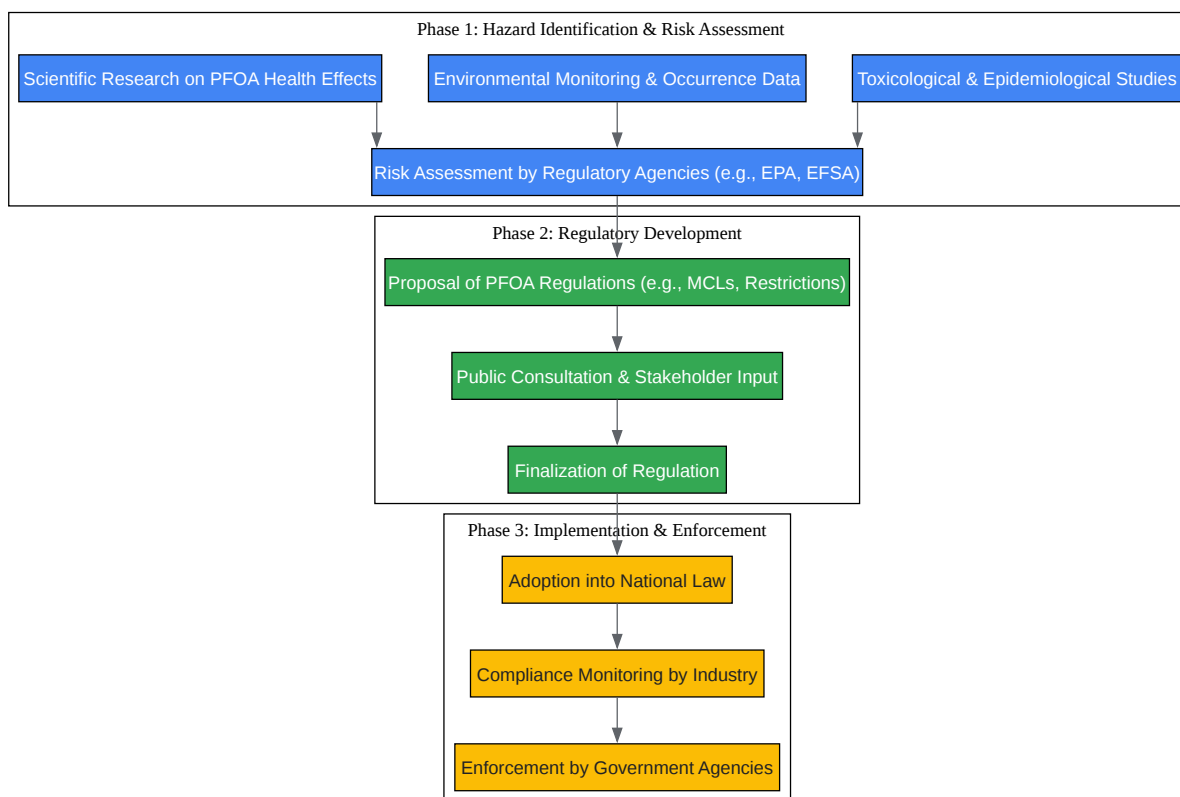 Phase 1: Hazard Identification & Risk Assessment
Scientific Research on PFOA Health Effects
Environmental Monitoring & Occurrence Data
Toxicological & Epidemiological Studies
Risk Assessment by Regulatory Agencies (e.g., EPA, EFSA)
Phase 2: Regulatory Development
Proposal of PFOA Regulations (e.g., MCLs, Restrictions)
Public Consultation & Stakeholder Input
Finalization of Regulation
Phase 3: Implementation & Enforcement
Adoption into National Law
Compliance Monitoring by Industry
Enforcement by Government Agencies